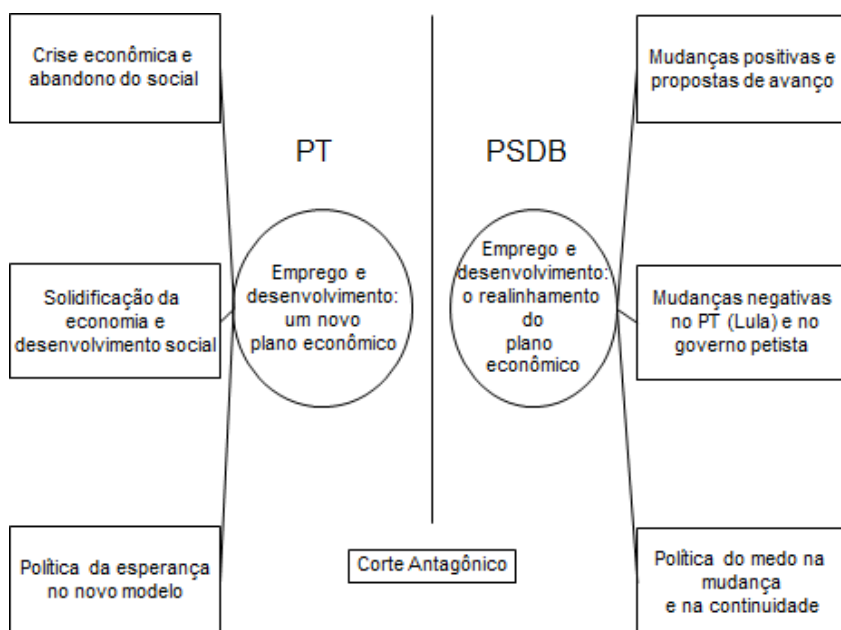 Crise econômica e
abandono do social
Mudanças positivas e
propostas de avanço
PT
PSDB
Emprego e
desenvolvimento:
um novo
plano econômico
Emprego e
desenvolvimento:
o realinhamento
do
plano
econômico
Solidificação da
economia e
desenvolvimento social
Mudanças negativas
no PT (Lula) e no
governo petista
Política da esperança
no novo modelo
Corte Antagônico
Política do medo na
mudança
e na continuidade